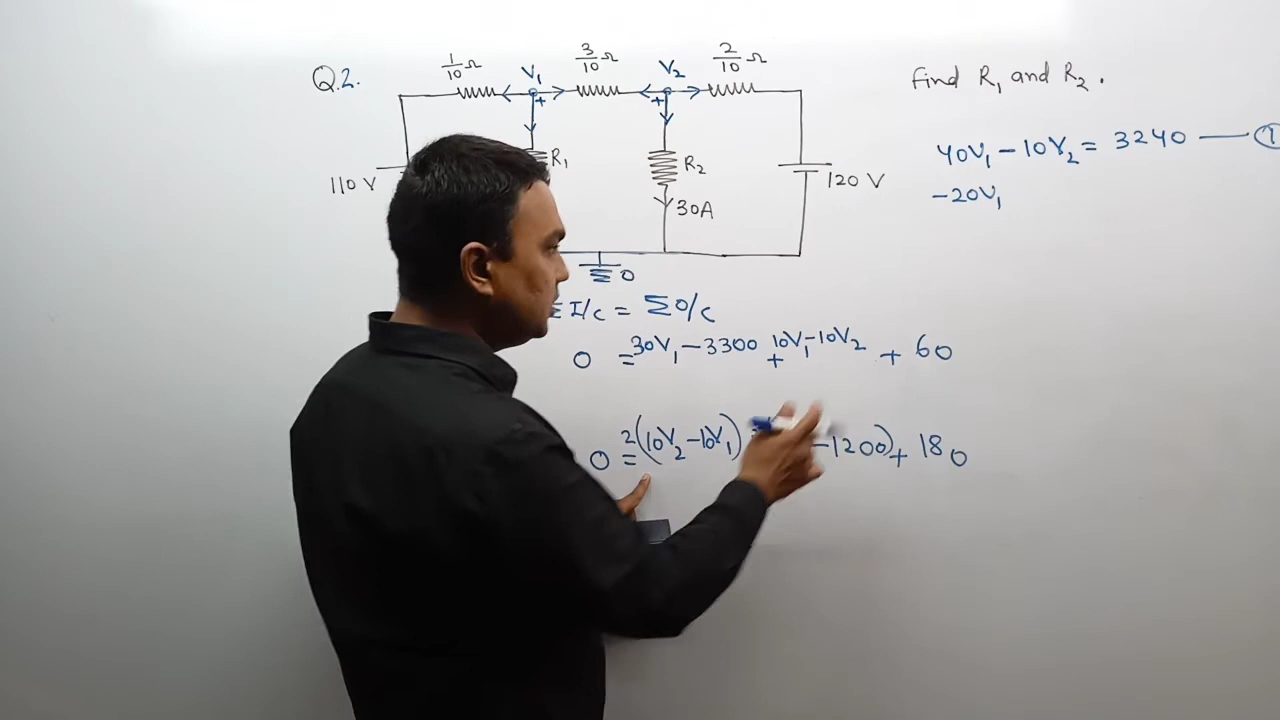 Q.2.
1/10 Ω V₁ 3/10 Ω V₂ 2/10 Ω
+ +
110 V R₁ R₂ 120 V
30A
0
Find R₁ and R₂.
40V₁ - 10V₂ = 3240 —— ①
-20V₁
I/C = ΣO/C
0 = 30V₁ - 3300 + 10V₁ - 10V₂ + 60
0 = 2(10V₂ - 10V₁) - 1200) + 180